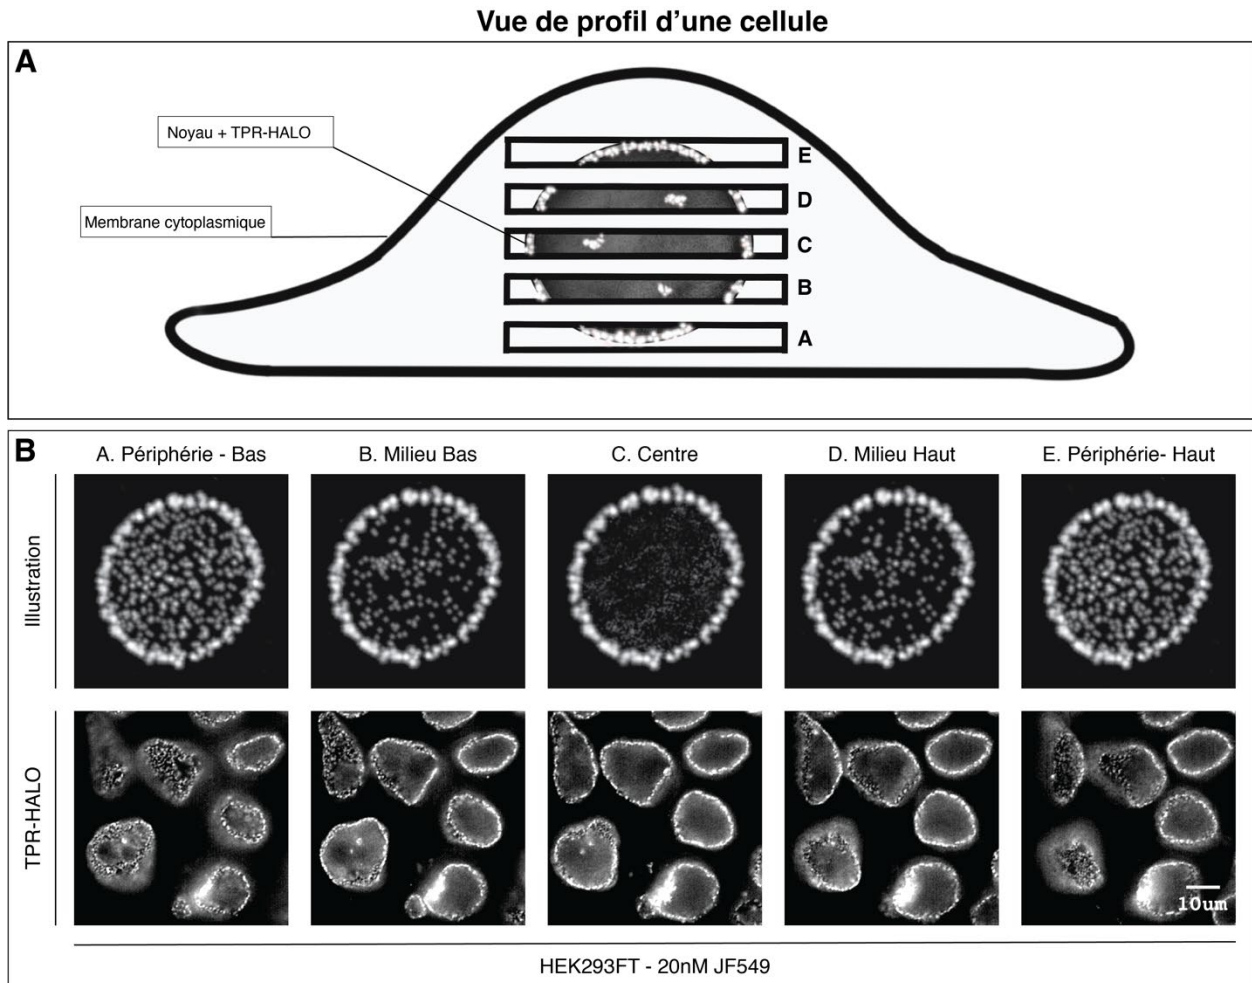 Vue de profil d'une cellule
A
Noyau + TPR-HALO
Membrane cytoplasmique
E
D
C
B
A
B
A. Périphérie - Bas
B. Milieu Bas
C. Centre
D. Milieu Haut
E. Périphérie- Haut
Illustration
TPR-HALO
10um
HEK293FT - 20nM JF549